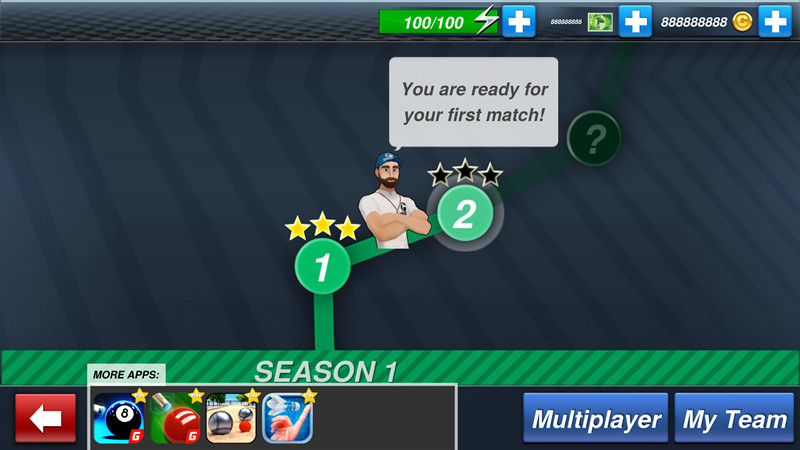 100/100
888888888
888888888
You are ready for
your first match!
?
2
1
SEASON 1
MORE APPS:
8
G
G
Multiplayer
My Team